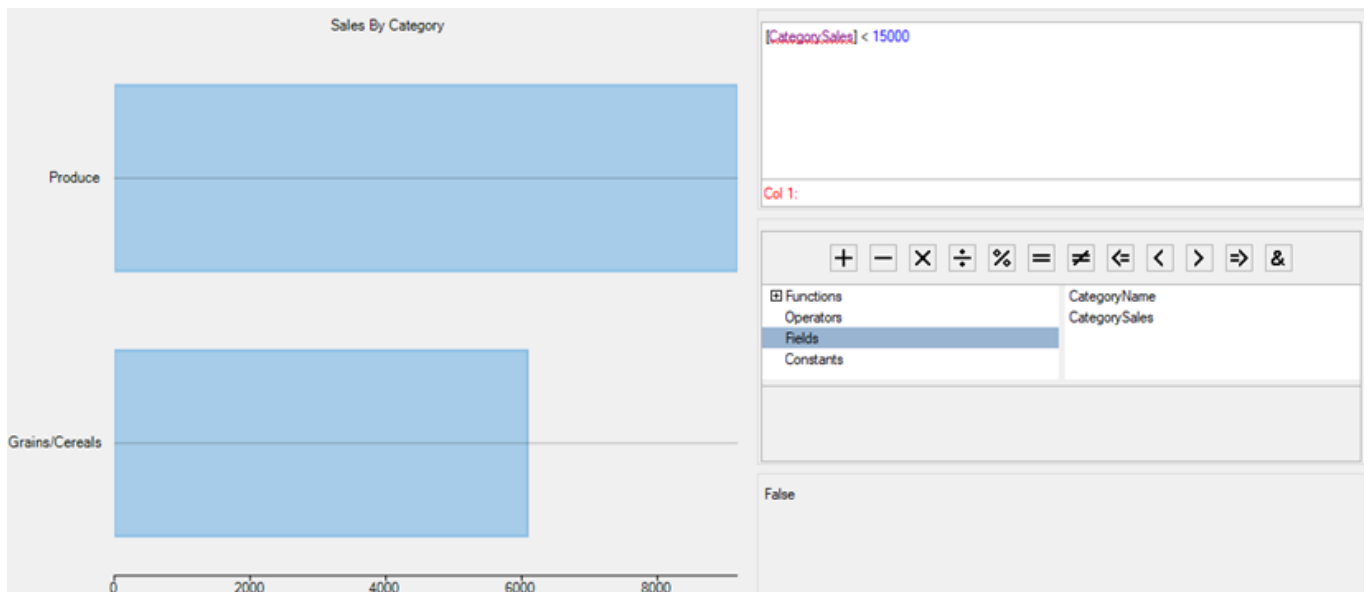 Sales By Category
Produce
Grains/Cereals
0 2000 4000 6000 8000
[CategorySales] < 15000
Col 1:
+ − × ÷ % = ≠ <= < > => &
Functions
Operators
Fields
Constants
CategoryName
CategorySales
False